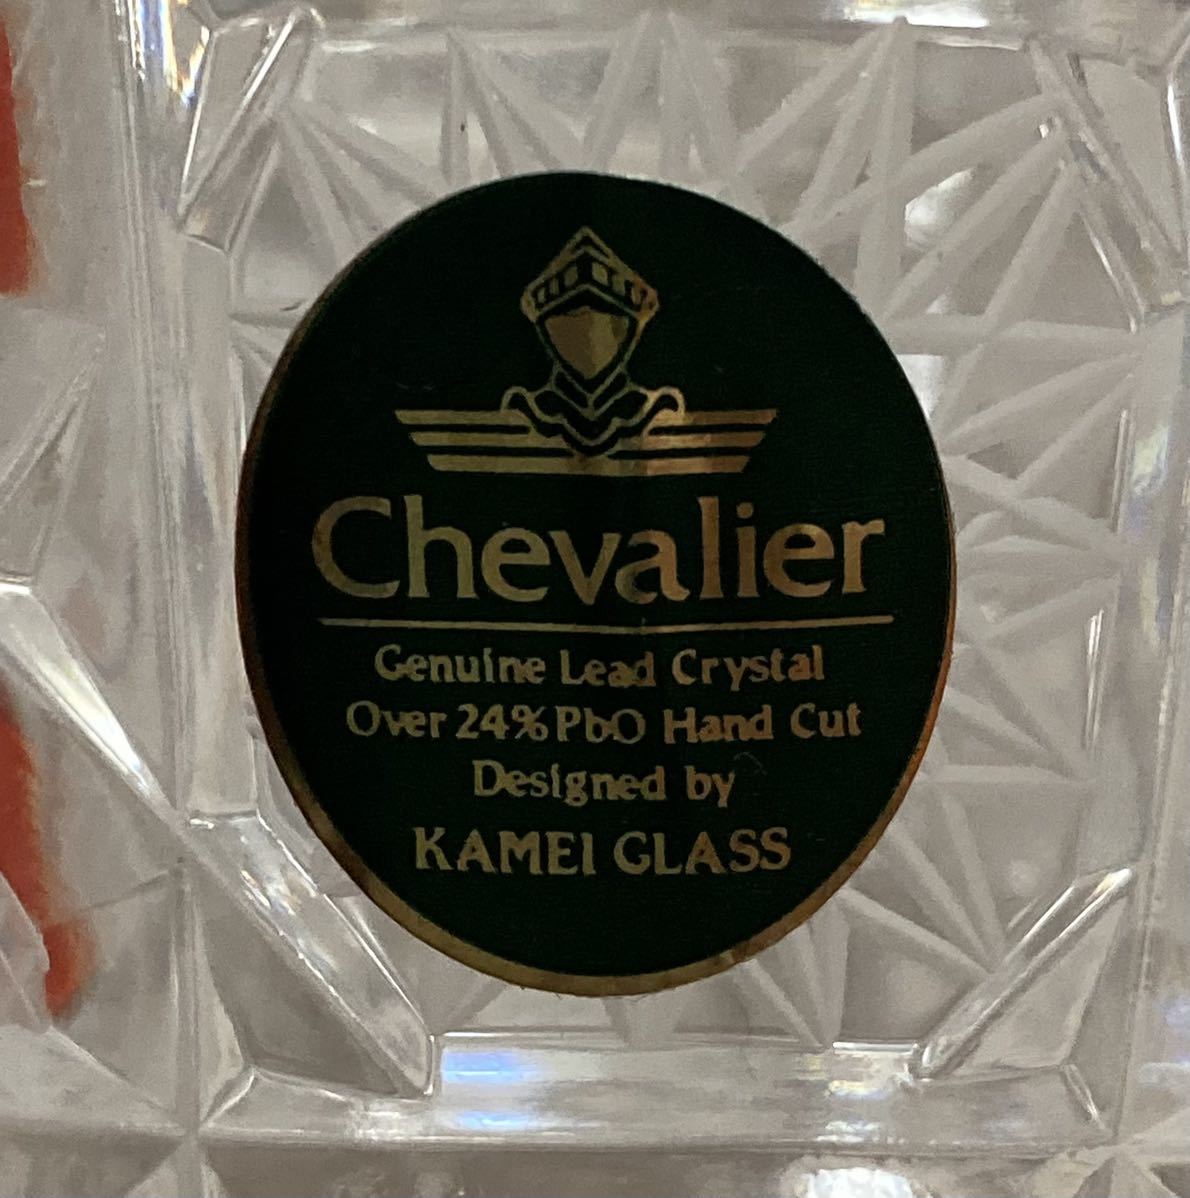 Chevalier
Genuine Lead Crystal
Over 24% PbO Hand Cut
Designed by
KAMEI GLASS